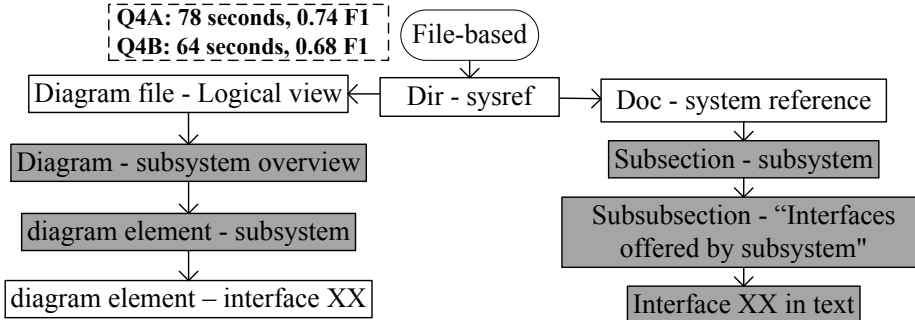 Q4A: 78 seconds, 0.74 F1
Q4B: 64 seconds, 0.68 F1
File-based
Diagram file - Logical view
Dir - sysref
Doc - system reference
Diagram - subsystem overview
Subsection - subsystem
diagram element - subsystem
Subsubsection - “Interfaces
offered by subsystem"
diagram element – interface XX
Interface XX in text